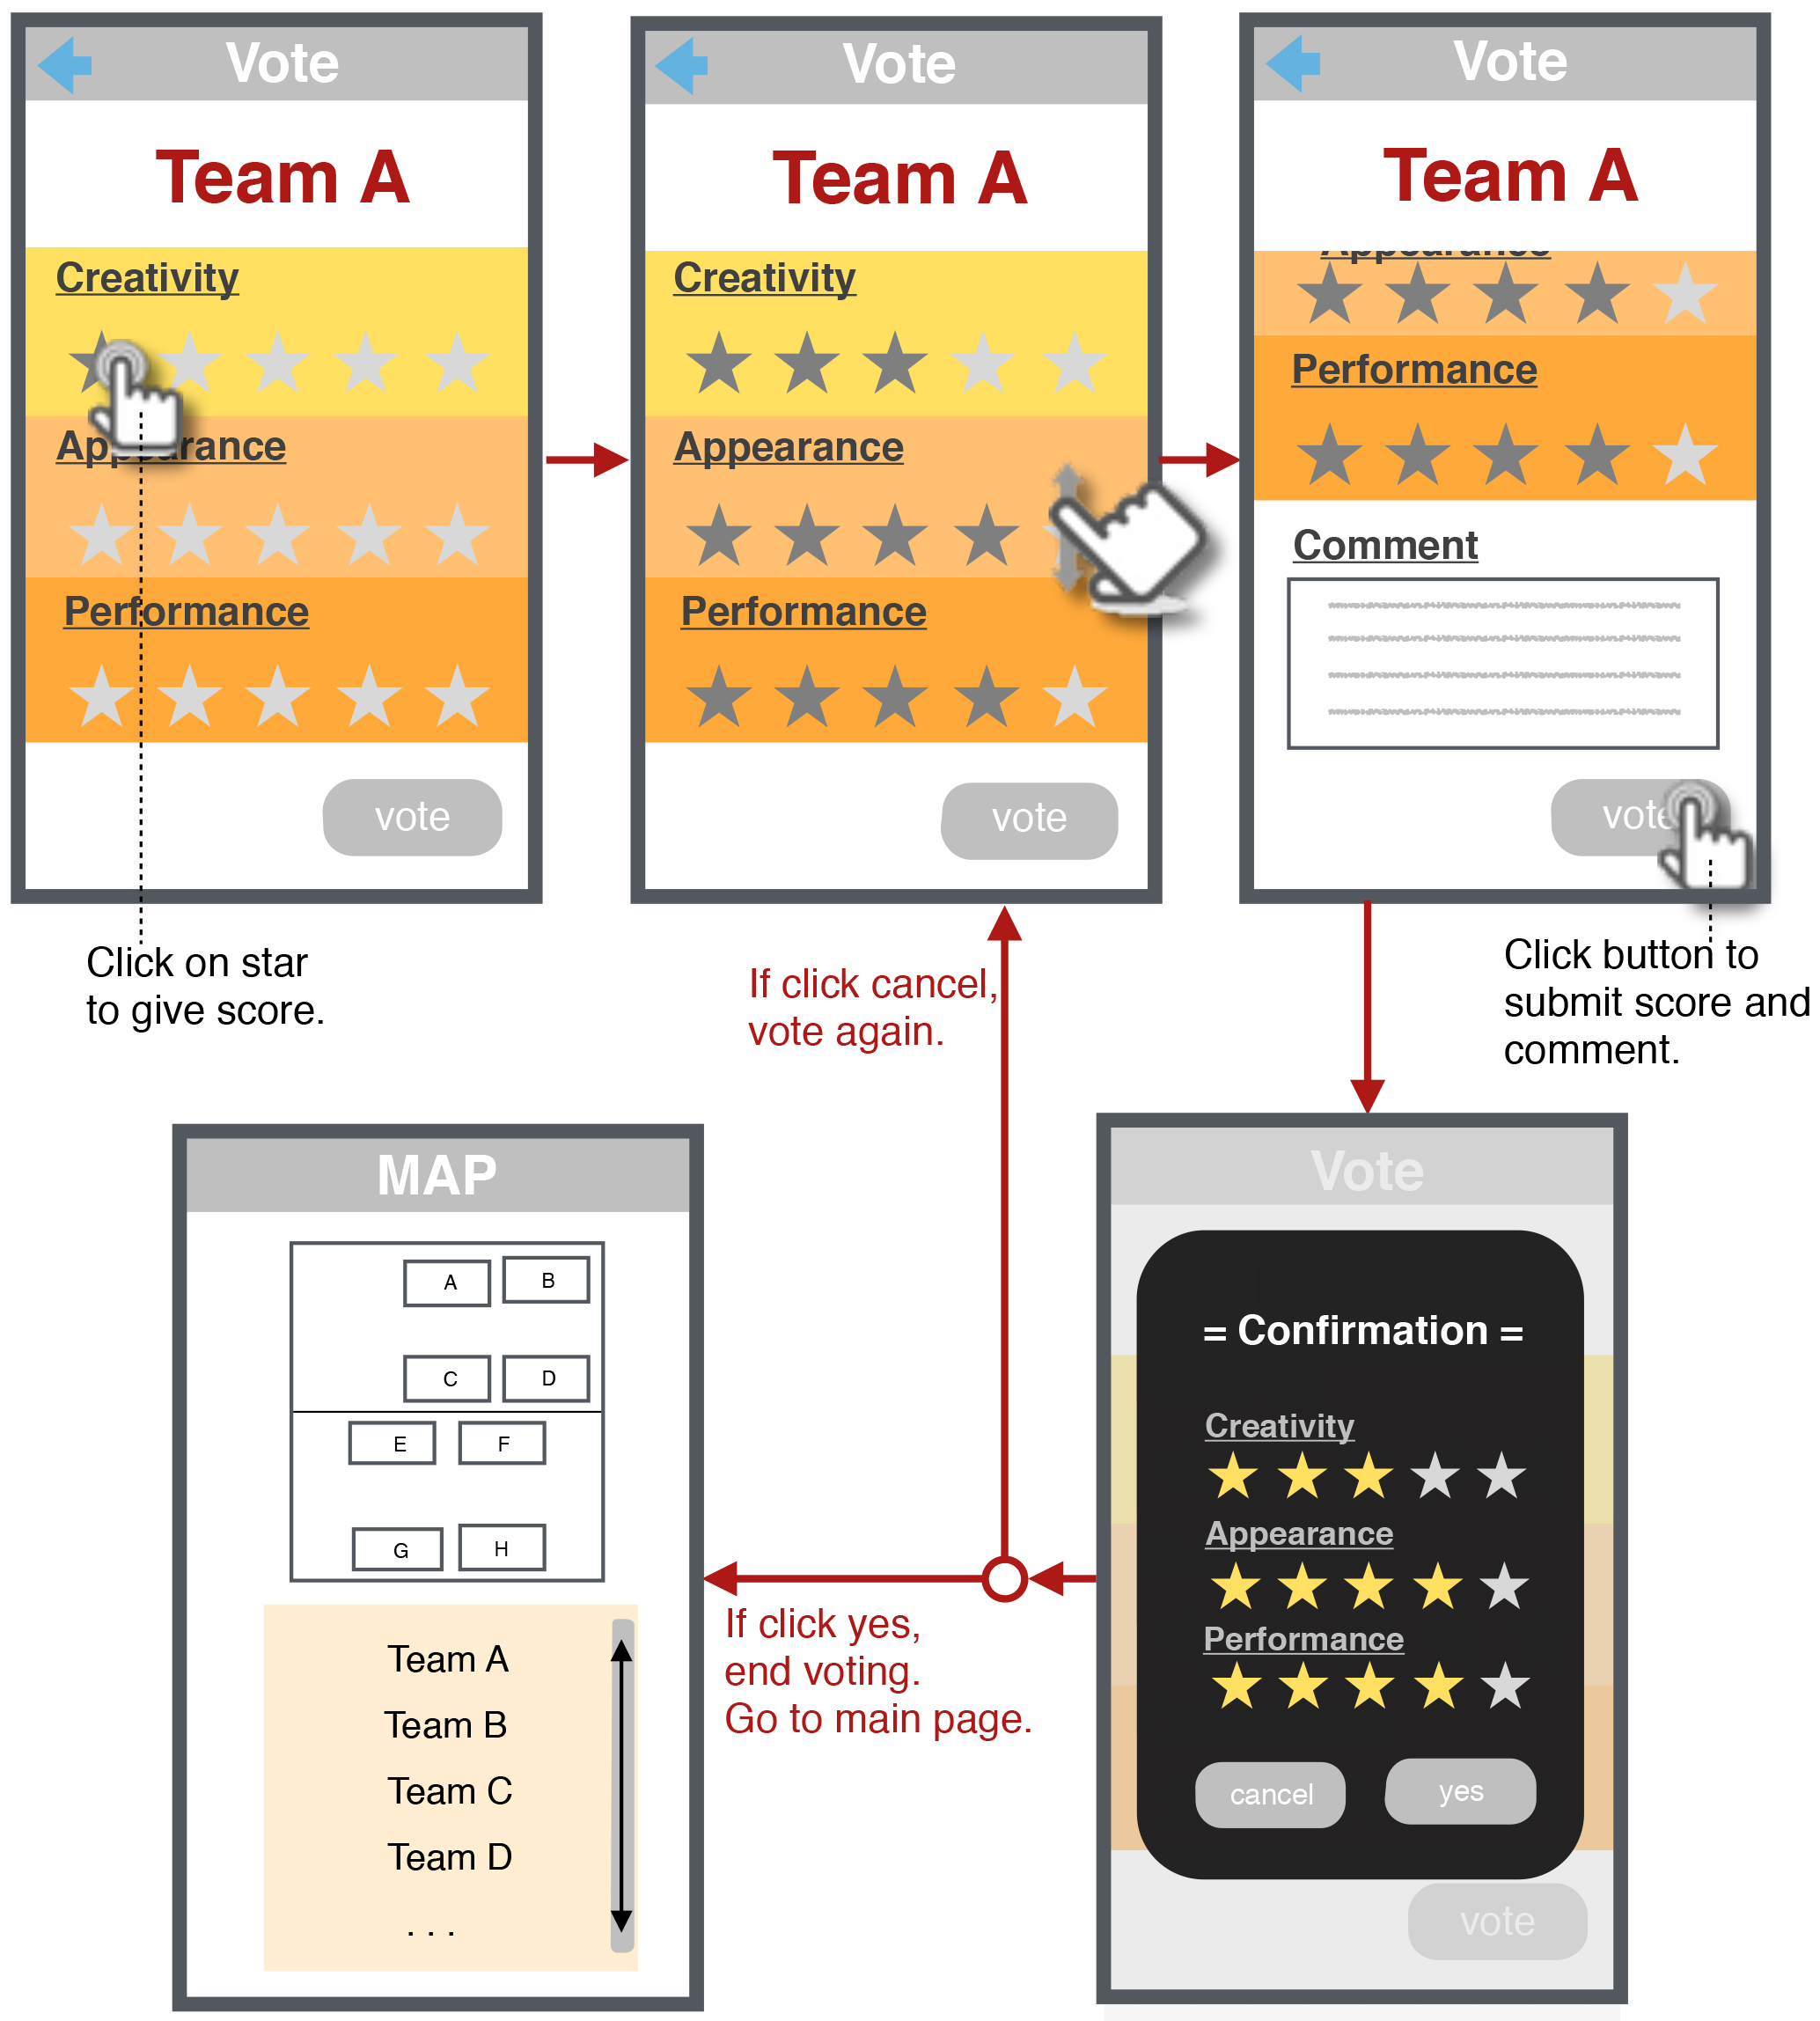 Vote
Team A
Creativity
Appearance
Performance
vote
Click on star
to give score.
Vote
Team A
Creativity
Appearance
Performance
vote
Vote
Team A
Appearance
Performance
Comment
vote
Click button to
submit score and
comment.
If click cancel,
vote again.
MAP
A
B
C
D
E
F
G
H
Team A
Team B
Team C
Team D
. . .
If click yes,
end voting.
Go to main page.
Vote
Team A
= Confirmation =
Creativity
Appearance
Performance
cancel
yes
vote